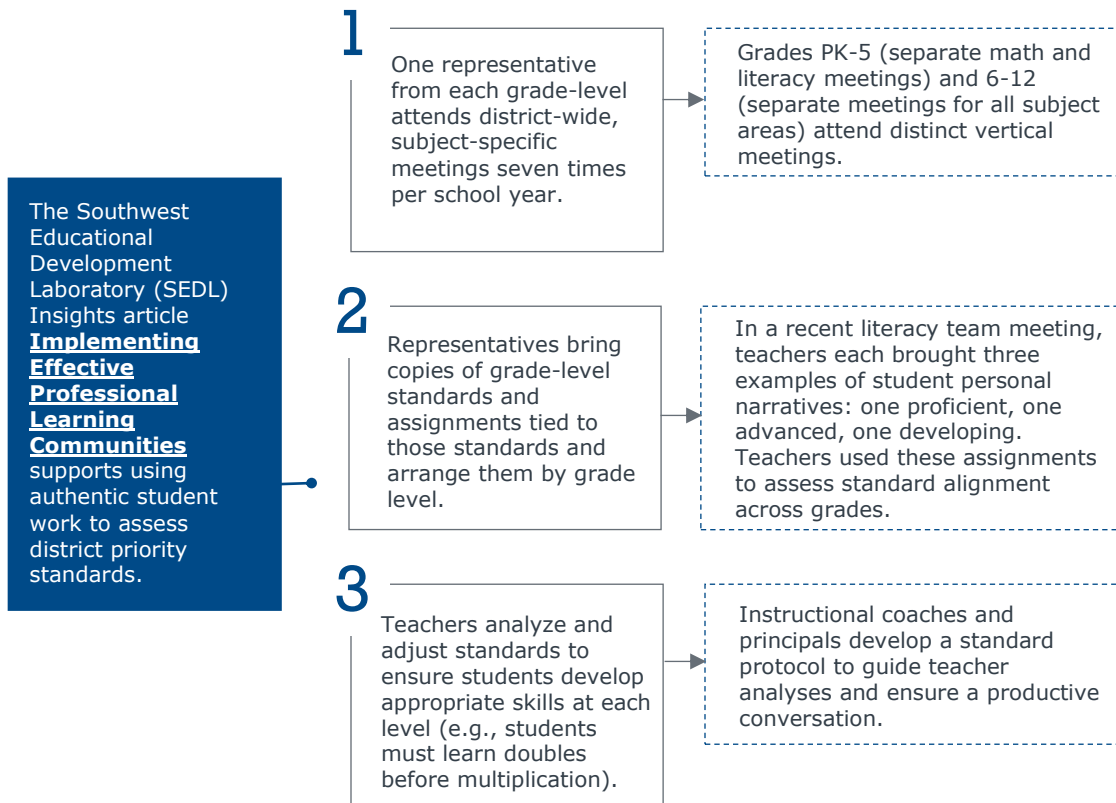 The Southwest
Educational
Development
Laboratory (SEDL)
Insights article
Implementing
Effective
Professional
Learning
Communities
supports using
authentic student
work to assess
district priority
standards.
1
One representative
from each grade-level
attends district-wide,
subject-specific
meetings seven times
per school year.
Grades PK-5 (separate math and
literacy meetings) and 6-12
(separate meetings for all subject
areas) attend distinct vertical
meetings.
2
Representatives bring
copies of grade-level
standards and
assignments tied to
those standards and
arrange them by grade
level.
In a recent literacy team meeting,
teachers each brought three
examples of student personal
narratives: one proficient, one
advanced, one developing.
Teachers used these assignments
to assess standard alignment
across grades.
3
Teachers analyze and
adjust standards to
ensure students develop
appropriate skills at each
level (e.g., students
must learn doubles
before multiplication).
Instructional coaches and
principals develop a standard
protocol to guide teacher
analyses and ensure a productive
conversation.